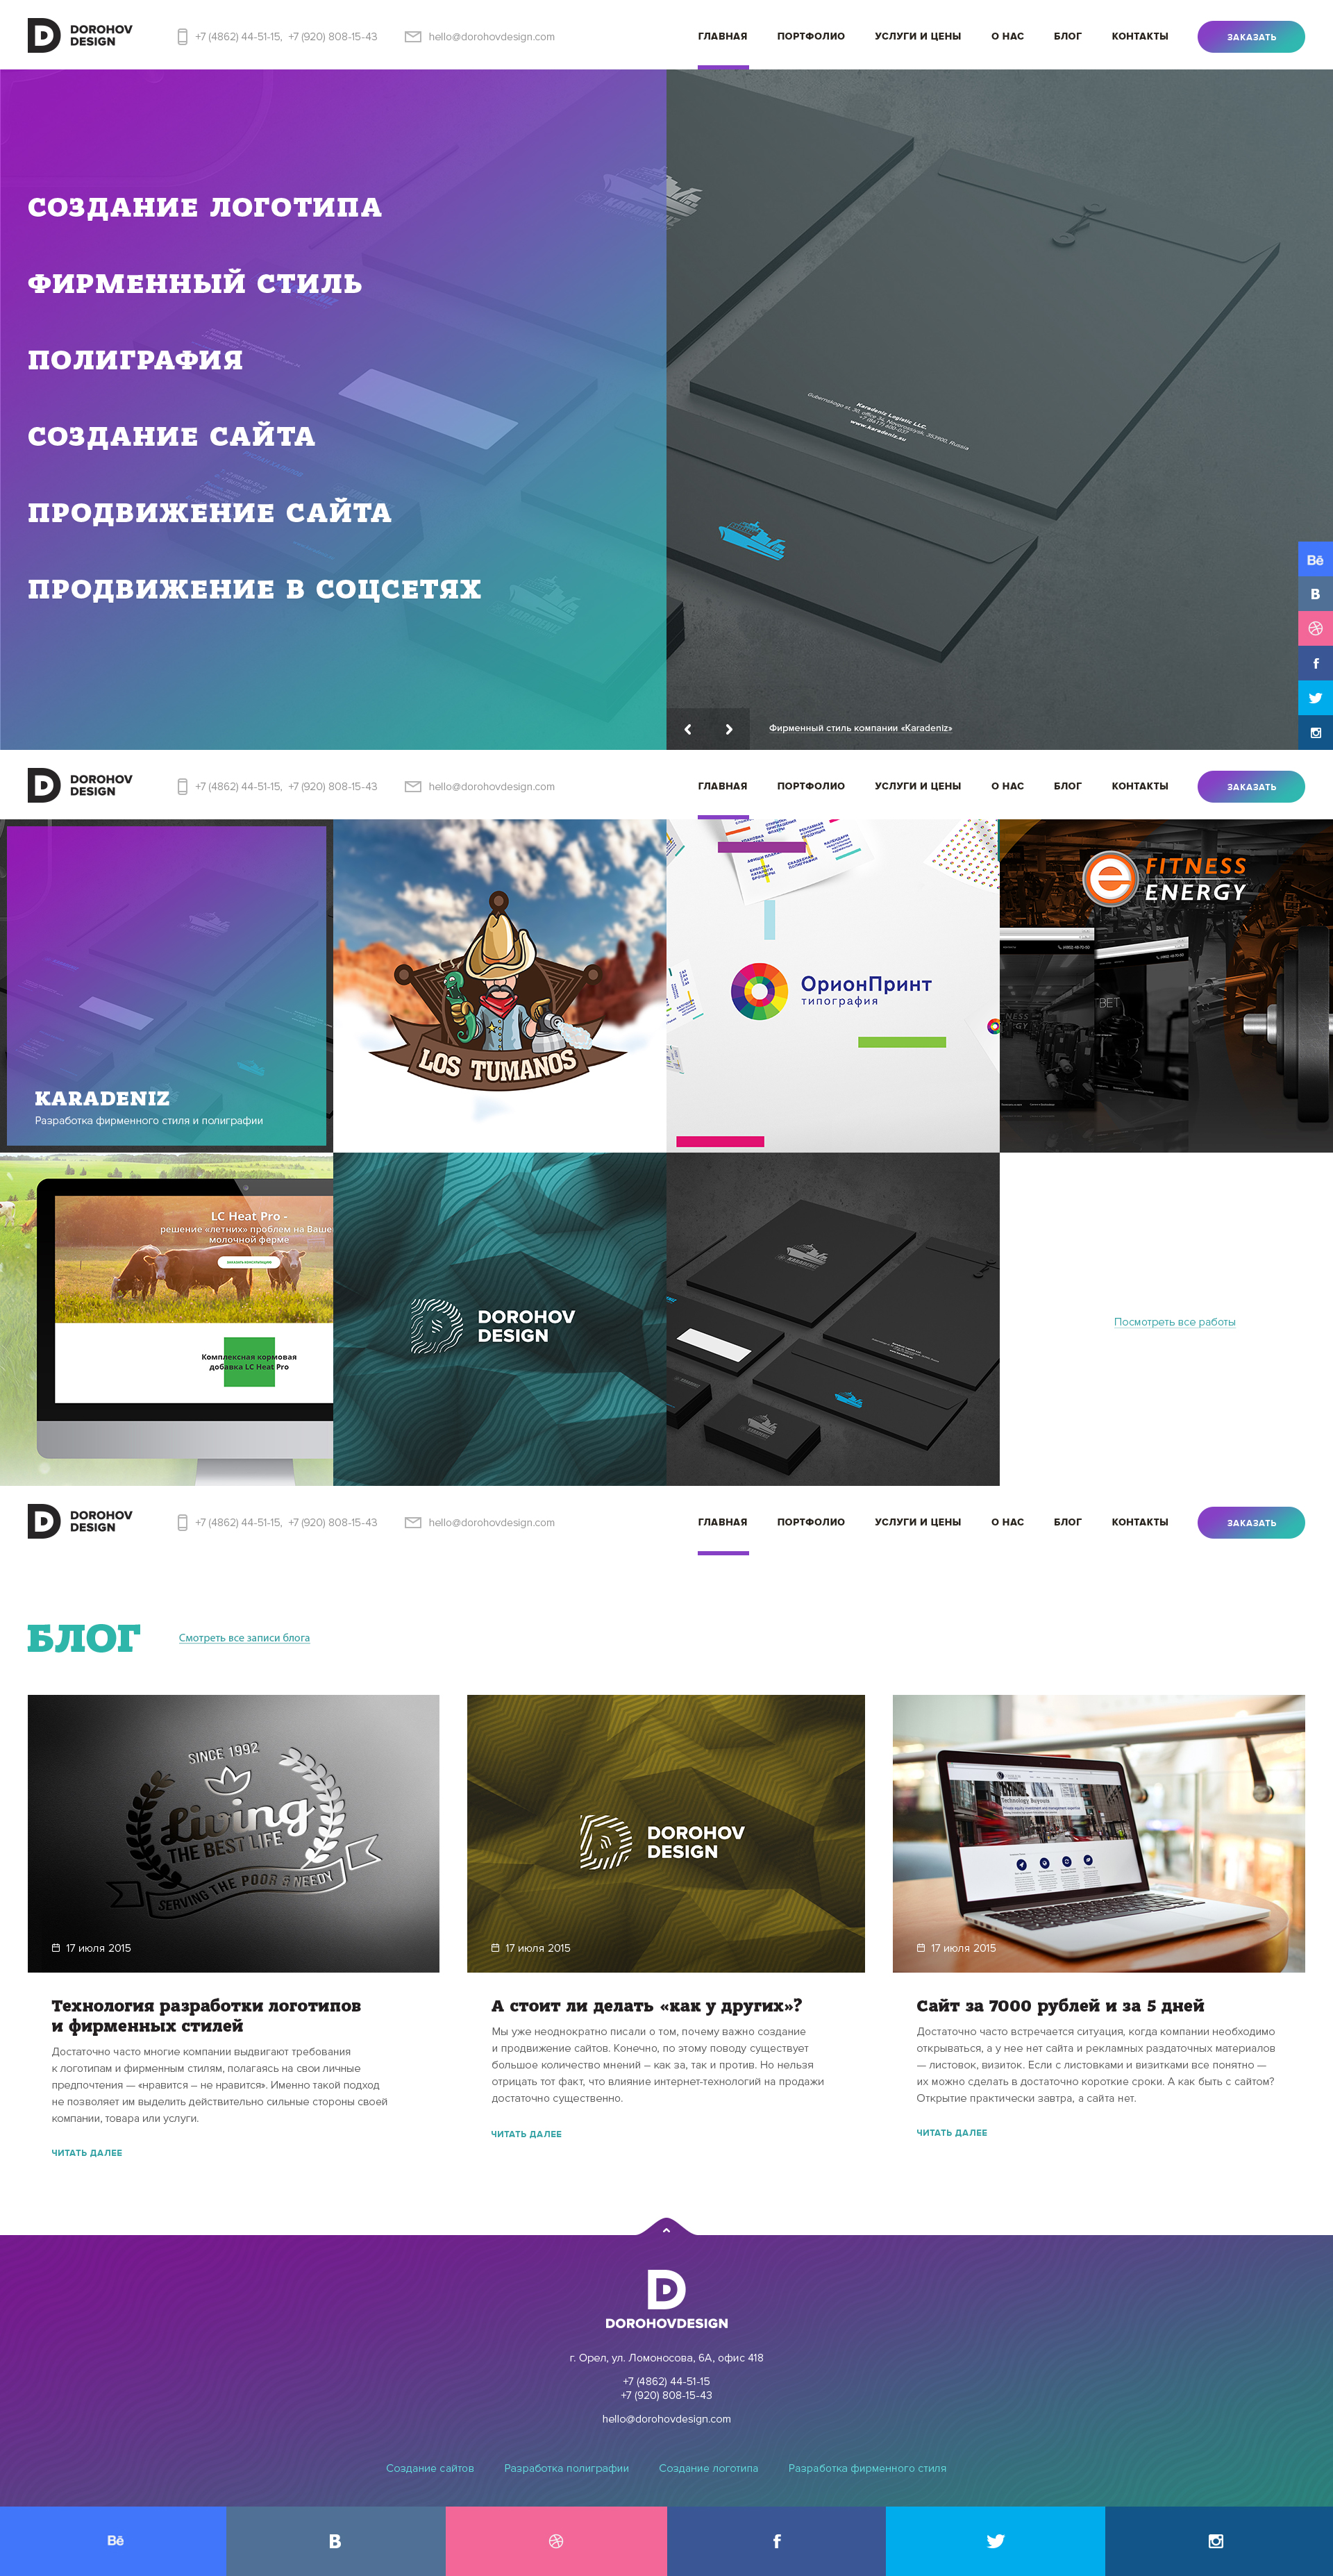 DOROHOV
DESIGN
+7 (4862) 44-51-15, +7 (920) 808-15-43
hello@dorohovdesign.com
ГЛАВНАЯ
ПОРТФОЛИО
УСЛУГИ И ЦЕНЫ
О НАС
БЛОГ
КОНТАКТЫ
ЗАКАЗАТЬ
СОЗДАНИЕ ЛОГОТИПА
ФИРМЕННЫЙ СТИЛЬ
ПОЛИГРАФИЯ
СОЗДАНИЕ САЙТА
ПРОДВИЖЕНИЕ САЙТА
ПРОДВИЖЕНИЕ В СОЦСЕТЯХ
KARADENIZ
Karadeniz Logistic LLC.
www.karadeniz.su
Bē
B
f
Фирменный стиль компании «Karadeniz»
DOROHOV
DESIGN
+7 (4862) 44-51-15, +7 (920) 808-15-43
hello@dorohovdesign.com
ГЛАВНАЯ
ПОРТФОЛИО
УСЛУГИ И ЦЕНЫ
О НАС
БЛОГ
КОНТАКТЫ
ЗАКАЗАТЬ
KARADENIZ
Разработка фирменного стиля и полиграфии
LOS TUMANOS
ОрионПринт
типография
e FITNESS
ENERGY
LC Heat Pro -
решение «летних» проблем на Ваше
молочной ферме
Комплексная кормовая
добавка LC Heat Pro
DOROHOV
DESIGN
KARADENIZ
Посмотреть все работы
DOROHOV
DESIGN
+7 (4862) 44-51-15, +7 (920) 808-15-43
hello@dorohovdesign.com
ГЛАВНАЯ
ПОРТФОЛИО
УСЛУГИ И ЦЕНЫ
О НАС
БЛОГ
КОНТАКТЫ
ЗАКАЗАТЬ
БЛОГ
Смотреть все записи блога
SINCE 1992
Living
THE BEST LIFE
SERVING THE POOR & NEEDY
17 июля 2015
Технология разработки логотипов
и фирменных стилей
Достаточно часто многие компании выдвигают требования
к логотипам и фирменным стилям, полагаясь на свои личные
предпочтения — «нравится – не нравится». Именно такой подход
не позволяет им выделить действительно сильные стороны своей
компании, товара или услуги.
ЧИТАТЬ ДАЛЕЕ
DOROHOV
DESIGN
17 июля 2015
А стоит ли делать «как у других»?
Мы уже неоднократно писали о том, почему важно создание
и продвижение сайтов. Конечно, по этому поводу существует
большое количество мнений – как за, так и против. Но нельзя
отрицать тот факт, что влияние интернет-технологий на продажи
достаточно существенно.
ЧИТАТЬ ДАЛЕЕ
Technology Buyouts
17 июля 2015
Сайт за 7000 рублей и за 5 дней
Достаточно часто встречается ситуация, когда компании необходимо
открываться, а у нее нет сайта и рекламных раздаточных материалов
— листовок, визиток. Если с листовками и визитками все понятно —
их можно сделать в достаточно короткие сроки. А как быть с сайтом?
Открытие практически завтра, а сайта нет.
ЧИТАТЬ ДАЛЕЕ
DOROHOVDESIGN
г. Орел, ул. Ломоносова, 6А, офис 418
+7 (4862) 44-51-15
+7 (920) 808-15-43
hello@dorohovdesign.com
Создание сайтов
Разработка полиграфии
Создание логотипа
Разработка фирменного стиля
Bē
B
f